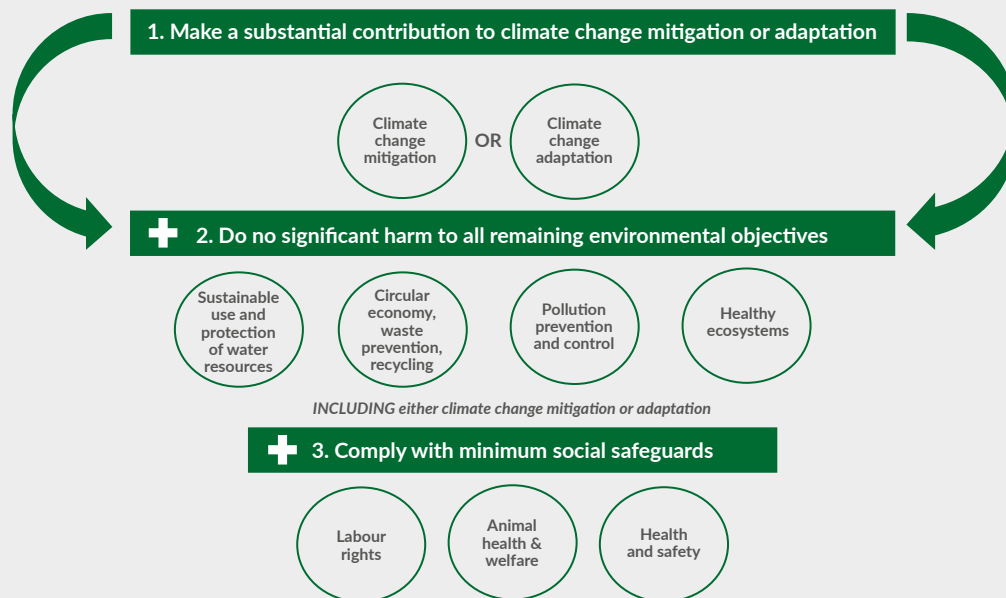 1. Make a substantial contribution to climate change mitigation or adaptation
Climate
change
mitigation
OR
Climate
change
adaptation
2. Do no significant harm to all remaining environmental objectives
Sustainable
use and
protection
of water
resources
Circular
economy,
waste
prevention,
recycling
Pollution
prevention
and control
Healthy
ecosystems
INCLUDING either climate change mitigation or adaptation
3. Comply with minimum social safeguards
Labour
rights
Animal
health &
welfare
Health
and safety